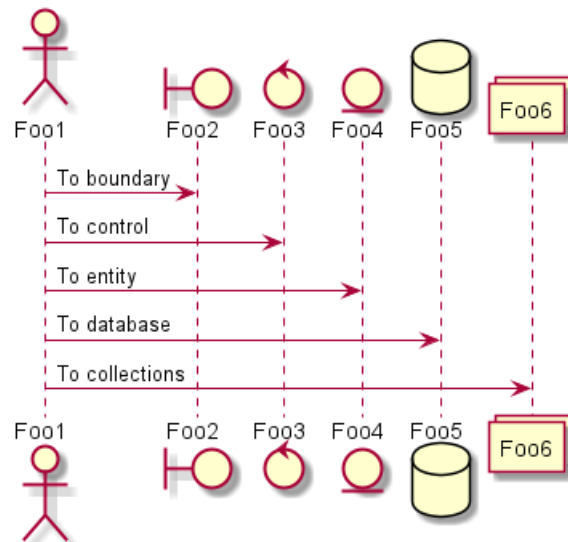 Foo1 Foo2 Foo3 Foo4 Foo5 Foo6
To boundary
To control
To entity
To database
To collections
Foo1 Foo2 Foo3 Foo4 Foo5 Foo6